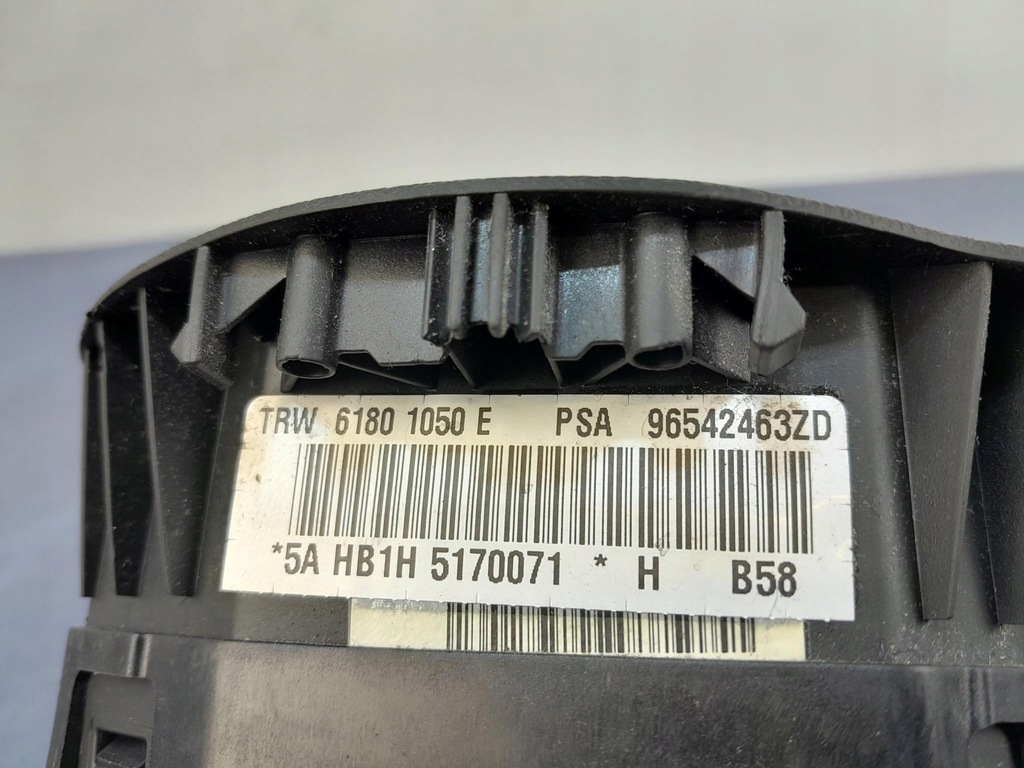 TRW 6180 1050 E PSA 96542463ZD
*5A HB1H 5170071 * H B58